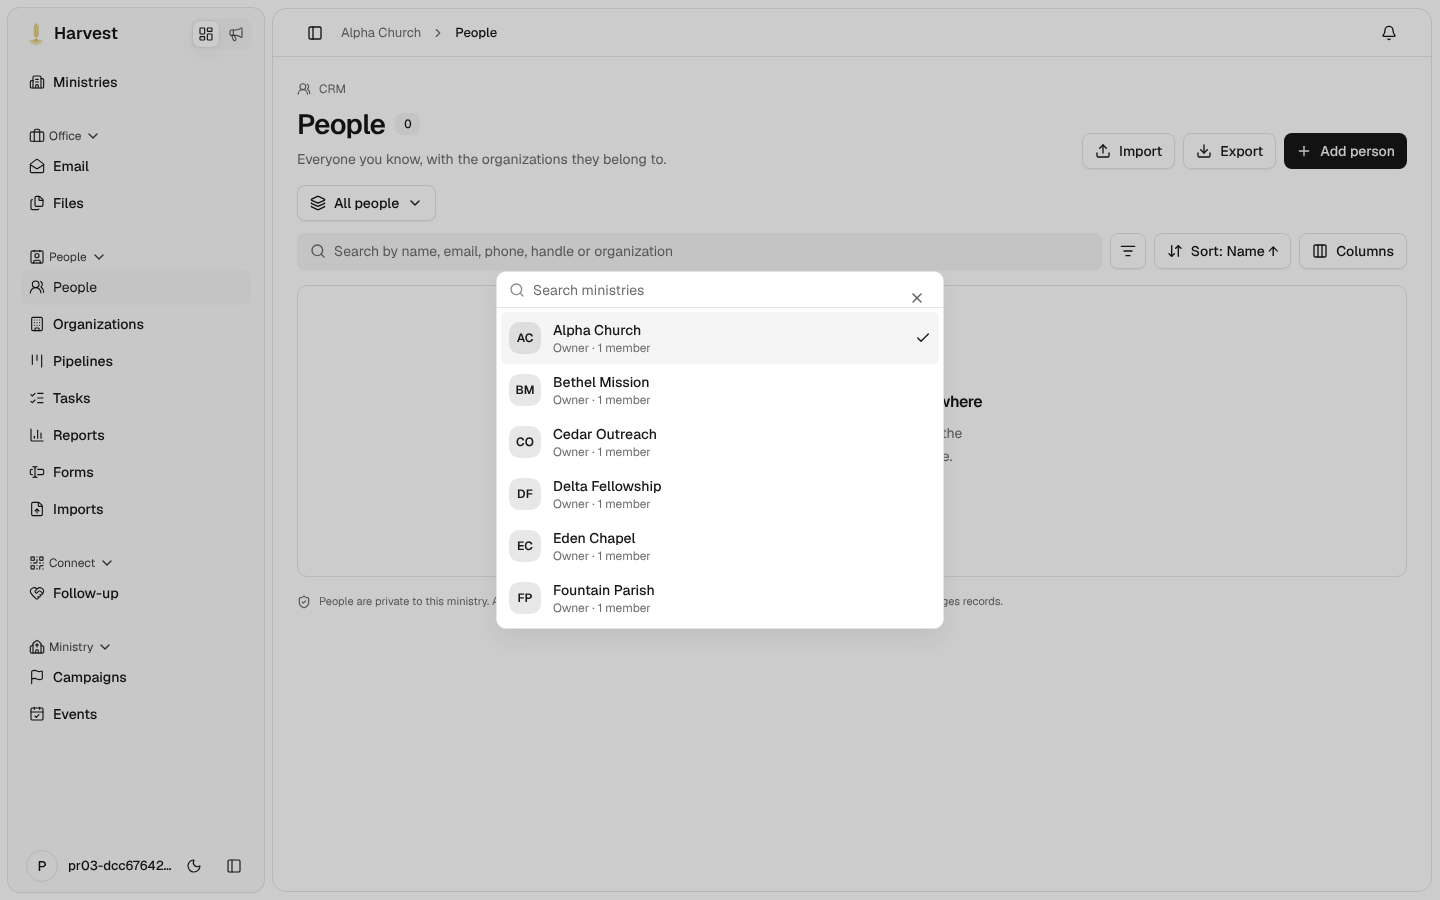 Harvest
Ministries
Office
Email
Files
People
People
Organizations
Pipelines
Tasks
Reports
Forms
Imports
Connect
Follow-up
Ministry
Campaigns
Events
P pr03-dcc67642...
Alpha Church > People
CRM
People 0
Everyone you know, with the organizations they belong to.
Import Export + Add person
All people
Search by name, email, phone, handle or organization
Sort: Name ↑ Columns
Search ministries
AC Alpha Church
Owner · 1 member
BM Bethel Mission
Owner · 1 member
CO Cedar Outreach
Owner · 1 member
DF Delta Fellowship
Owner · 1 member
EC Eden Chapel
Owner · 1 member
FP Fountain Parish
Owner · 1 member
where
the
e.
People are private to this ministry.
ges records.